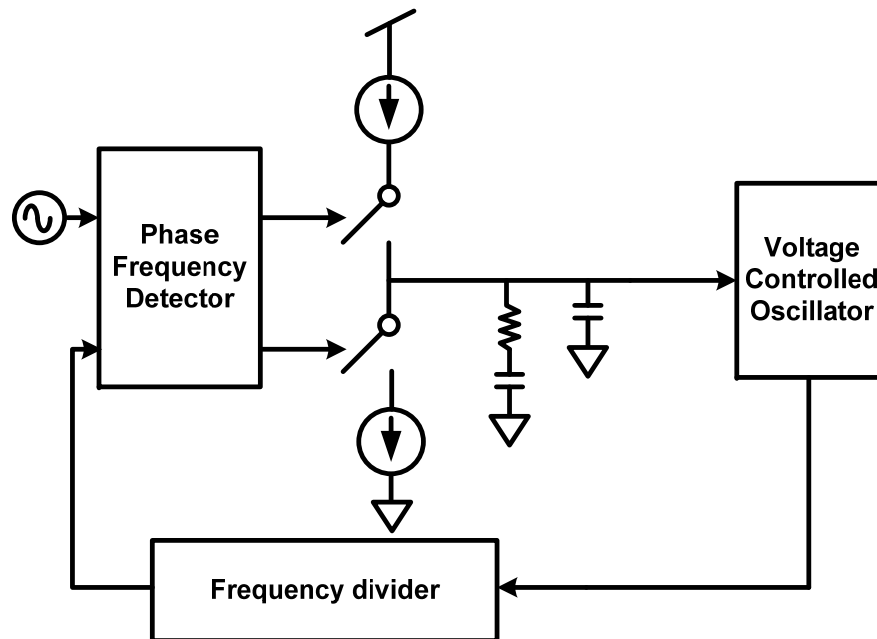 Phase
Frequency
Detector
Voltage
Controlled
Oscillator
Frequency divider